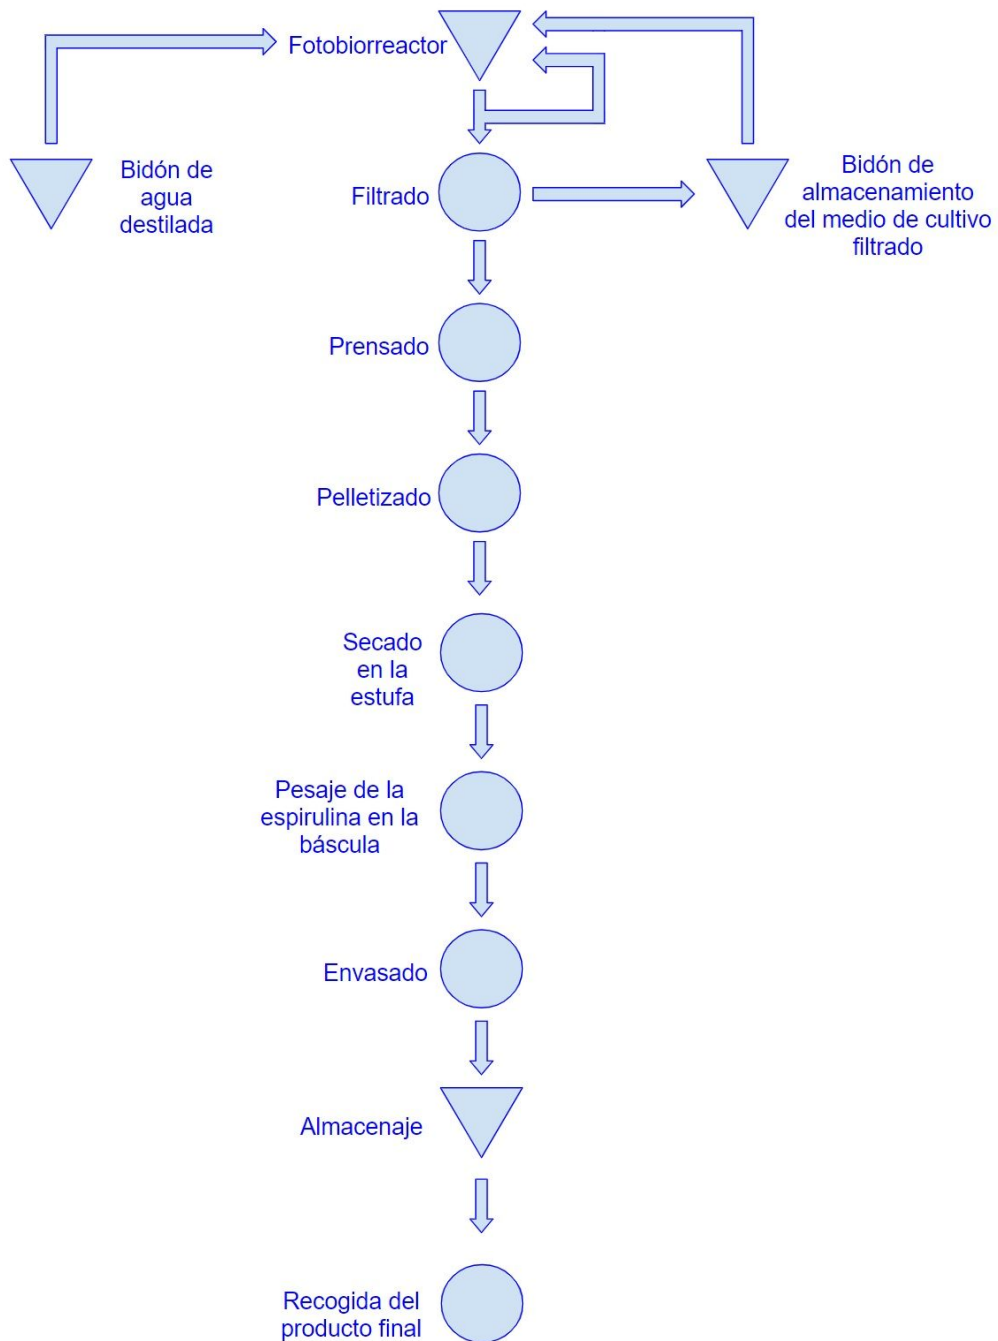 Fotobiorreactor
Bidón de
agua
destilada
Filtrado
Bidón de
almacenamiento
del medio de cultivo
filtrado
Prensado
Pelletizado
Secado
en la
estufa
Pesaje de la
espirulina en la
báscula
Envasado
Almacenaje
Recogida del
producto final